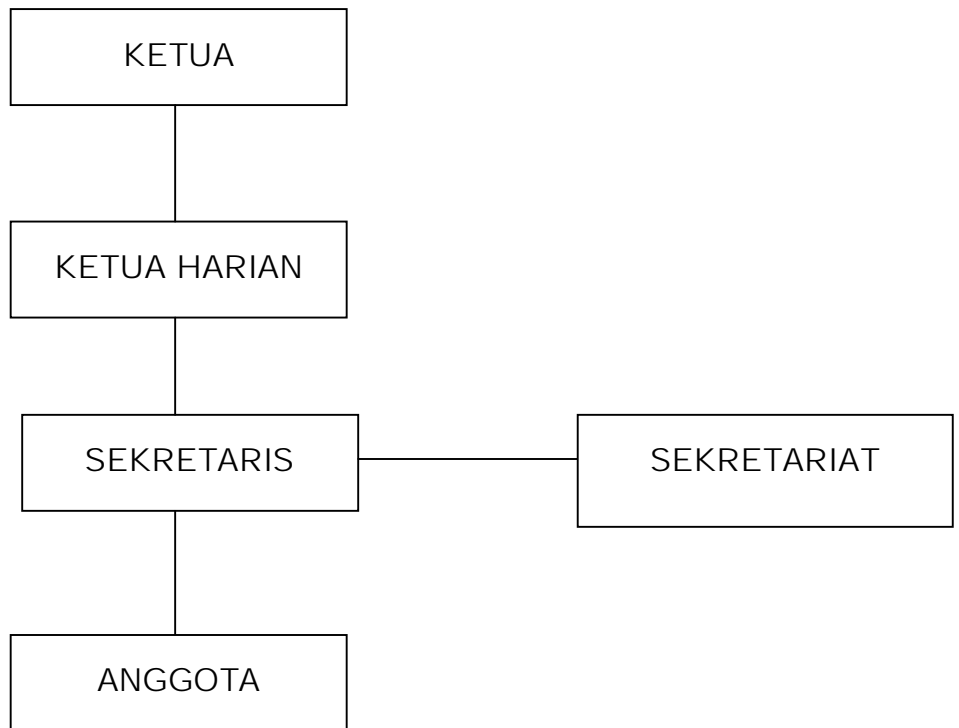 KETUA
KETUA HARIAN
SEKRETARIS
SEKRETARIAT
ANGGOTA